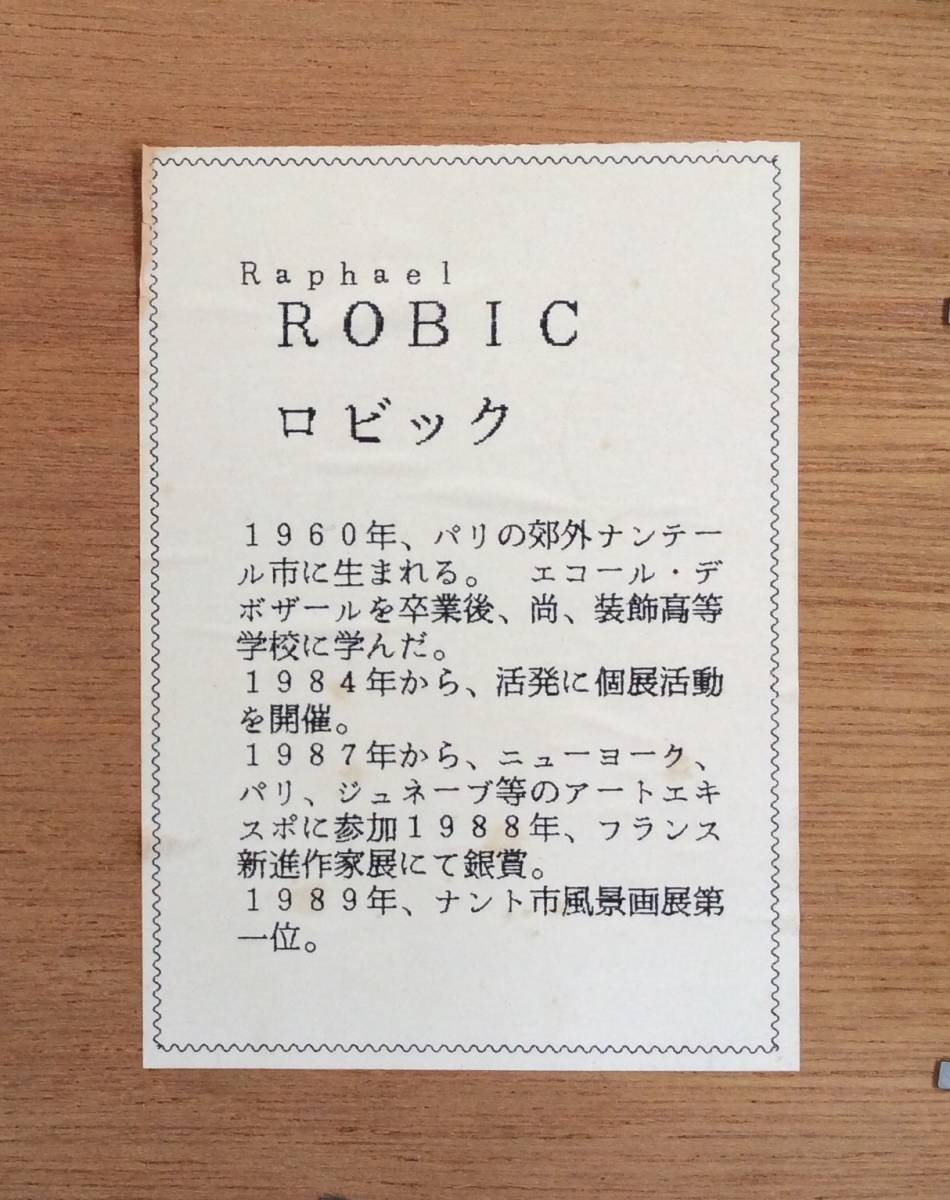 Ｒａｐｈａｅｌ
ＲＯＢＩＣ
ロビック
１９６０年、パリの郊外ナンテー
ル市に生まれる。　エコール・デ
ボザールを卒業後、尚、装飾高等
学校に学んだ。
１９８４年から、活発に個展活動
を開催。
１９８７年から、ニューヨーク、
パリ、ジュネーブ等のアートエキ
スポに参加１９８８年、フランス
新進作家展にて銀賞。
１９８９年、ナント市風景画展第
一位。